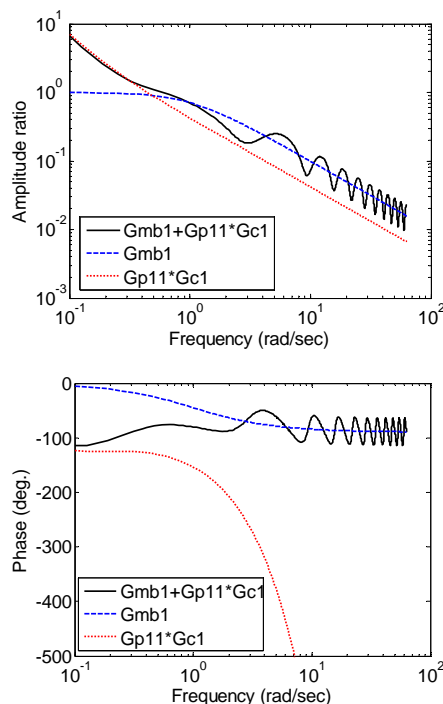 10^1
10^0
10^-1
10^-2
10^-3
Amplitude ratio
Gmb1+Gp11*Gc1
Gmb1
Gp11*Gc1
10^-1 10^0 10^1 10^2
Frequency (rad/sec)
0
-100
-200
-300
-400
-500
Phase (deg.)
Gmb1+Gp11*Gc1
Gmb1
Gp11*Gc1
10^-1 10^0 10^1 10^2
Frequency (rad/sec)